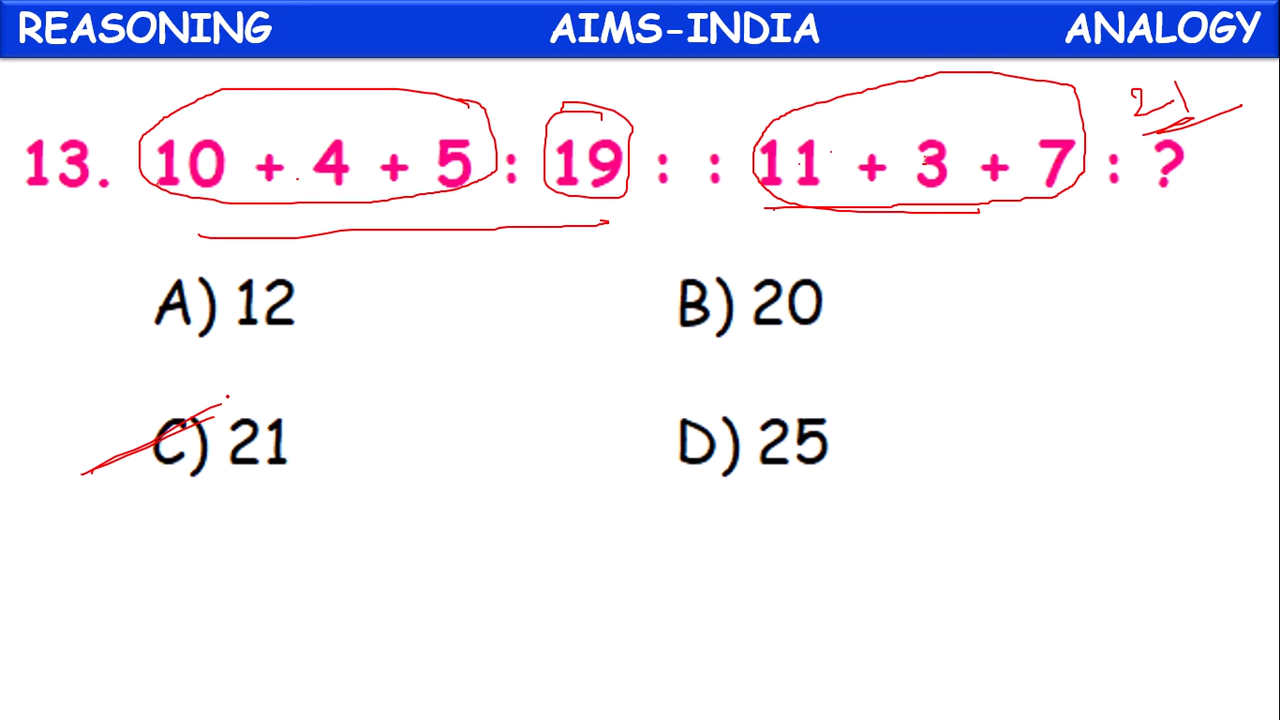 REASONING AIMS-INDIA ANALOGY
21
13. 10 + 4 + 5 : 19 : : 11 + 3 + 7 : ?
A) 12 B) 20
C) 21 D) 25